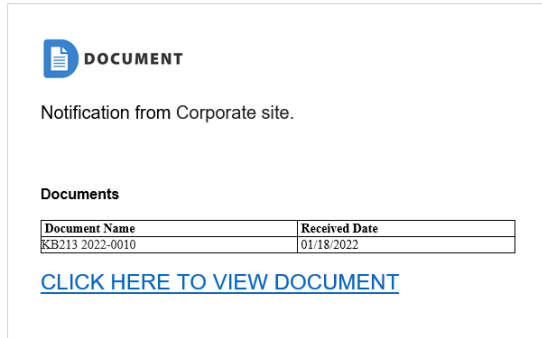 DOCUMENT
Notification from Corporate site.
Documents
Document Name Received Date
KB213 2022-0010 01/18/2022
CLICK HERE TO VIEW DOCUMENT